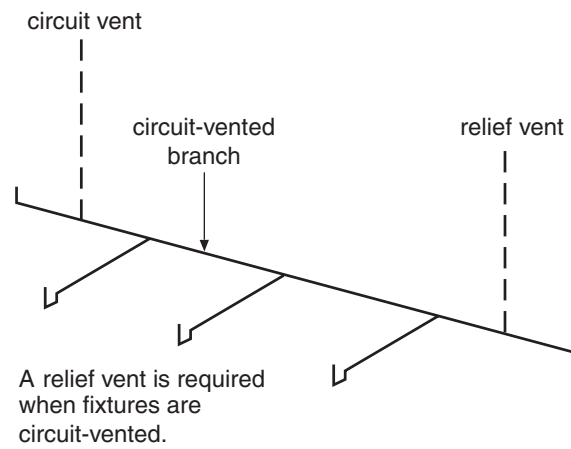 circuit vent
circuit-vented
branch
relief vent
A relief vent is required
when fixtures are
circuit-vented.